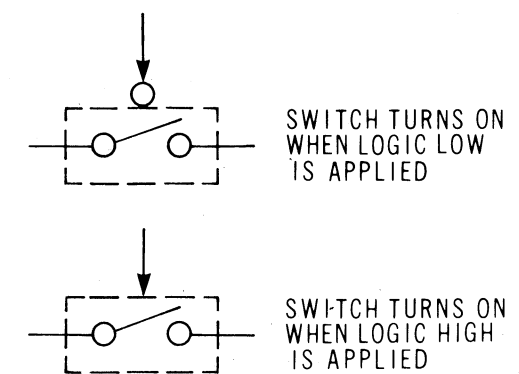 SWITCH TURNS ON
WHEN LOGIC LOW
IS APPLIED
SWITCH TURNS ON
WHEN LOGIC HIGH
IS APPLIED